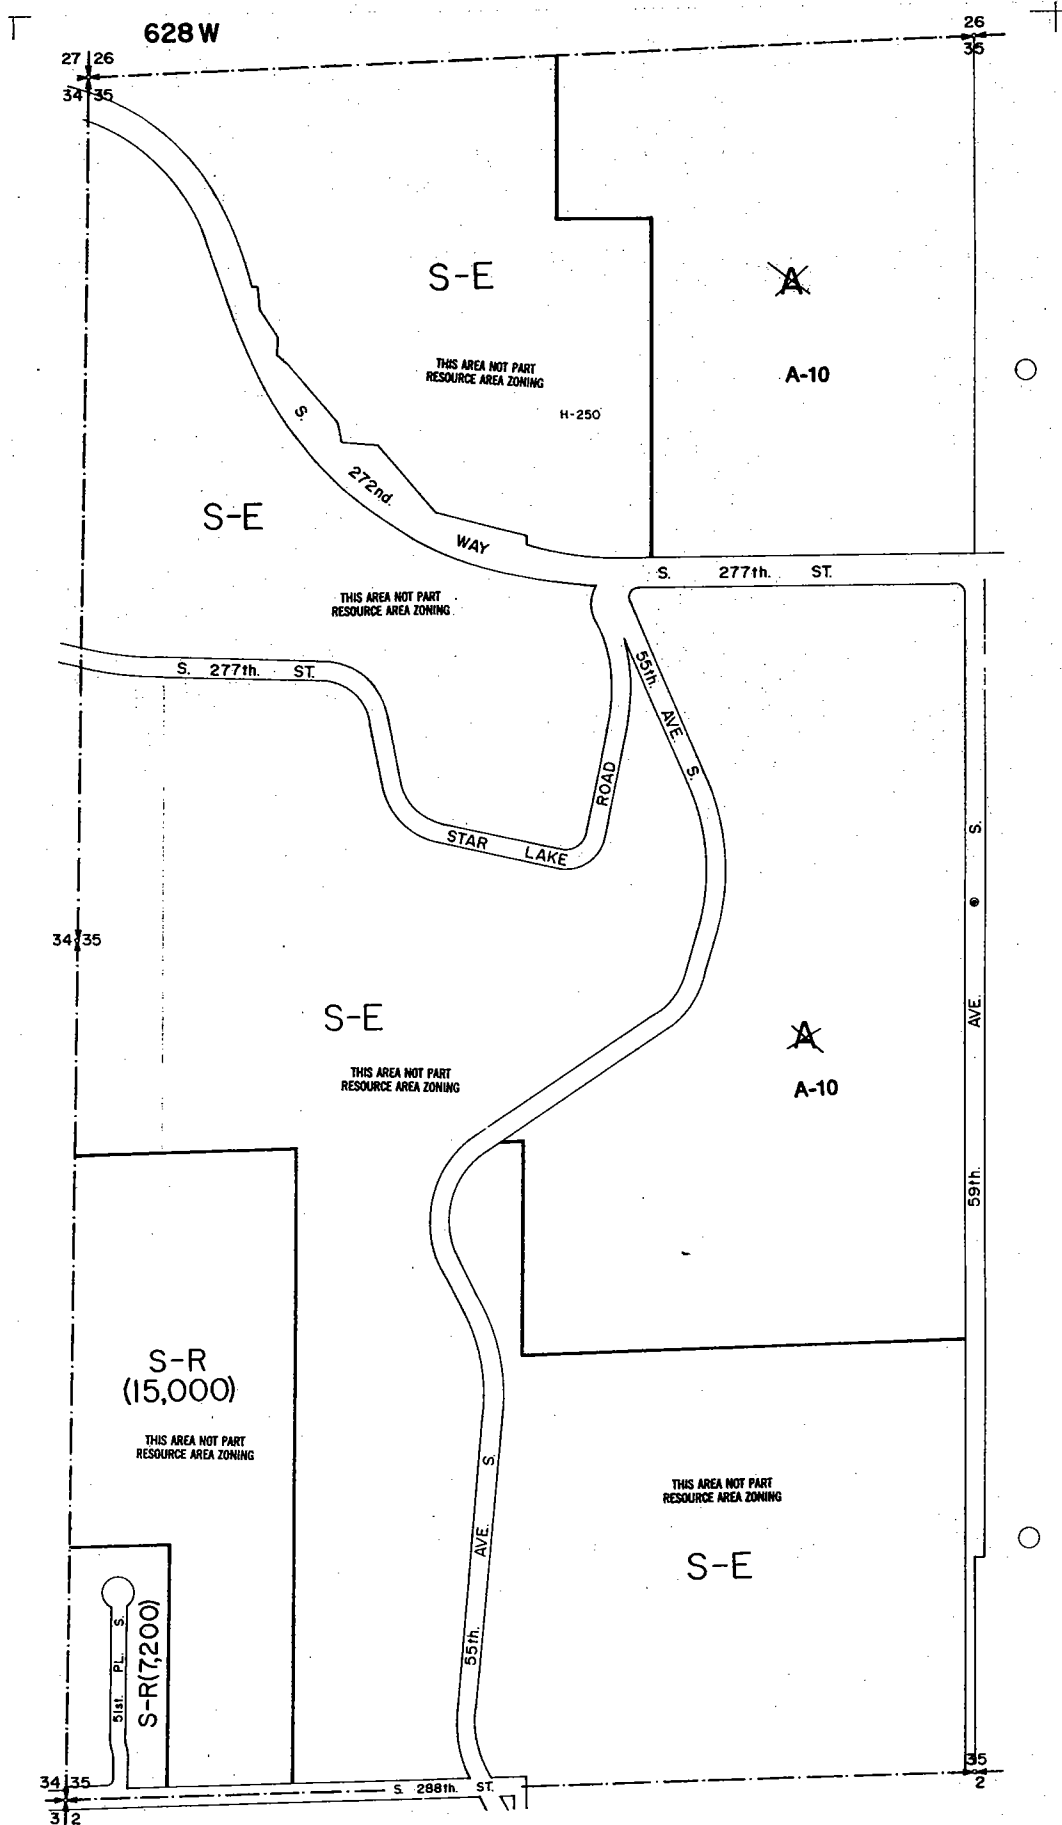 628 W
26
35
27 26
34 35
S-E
A
THIS AREA NOT PART
RESOURCE AREA ZONING
A-10
H-250
S.
272nd.
WAY
S-E
S. 277th. ST.
THIS AREA NOT PART
RESOURCE AREA ZONING
S. 277th. ST.
55th. AVE. S.
STAR LAKE ROAD
59th. AVE. S.
34 35
S-E
THIS AREA NOT PART
RESOURCE AREA ZONING
A
A-10
S-R
(15,000)
THIS AREA NOT PART
RESOURCE AREA ZONING
THIS AREA NOT PART
RESOURCE AREA ZONING
S-E
55th. AVE. S.
51st. PL. S.
S-R(7,200)
34 35
3 2
S. 288th. ST.
35
2